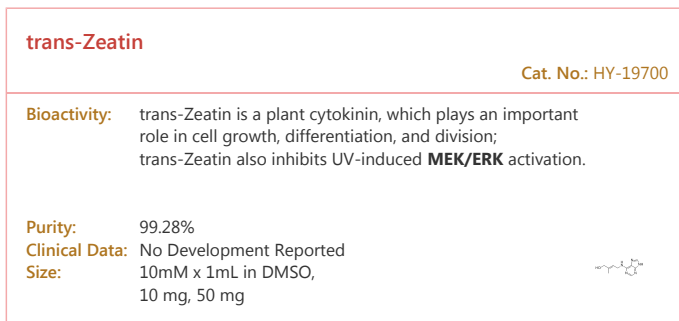 trans-Zeatin
Cat. No.: HY-19700
Bioactivity: trans-Zeatin is a plant cytokinin, which plays an important
role in cell growth, differentiation, and division;
trans-Zeatin also inhibits UV-induced MEK/ERK activation.
Purity: 99.28%
Clinical Data: No Development Reported
Size: 10mM x 1mL in DMSO,
10 mg, 50 mg